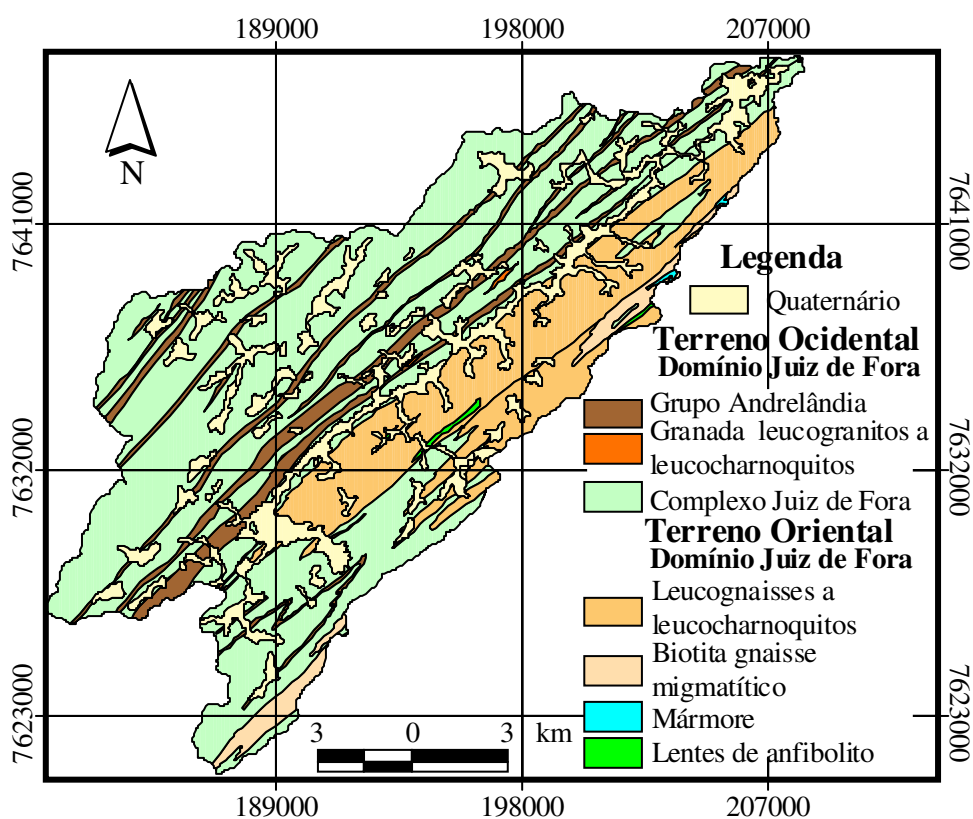 189000 198000 207000
N
7641000 7641000
Legenda
Quaternário
Terreno Ocidental
Domínio Juiz de Fora
Grupo Andrelândia
Granada leucogranitos a
leucocharnoquitos
7632000 7632000
Complexo Juiz de Fora
Terreno Oriental
Domínio Juiz de Fora
Leucognaisses a
leucocharnoquitos
Biotita gnaisse
migmatítico
7623000 7623000
Mármore
3 0 3 km
Lentes de anfibolito
189000 198000 207000